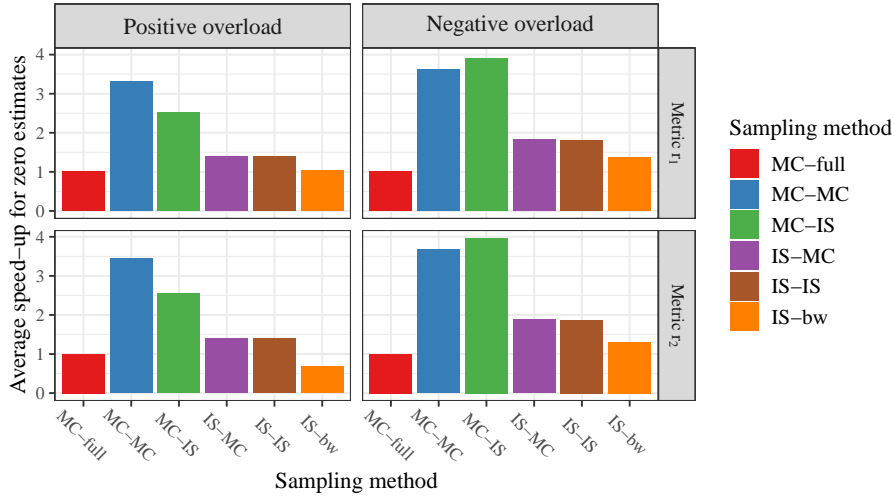 Positive overload
Negative overload
Average speed−up for zero estimates
4
3
2
1
0
Metric r1
4
3
2
1
0
Metric r2
MC−full
MC−MC
MC−IS
IS−MC
IS−IS
IS−bw
MC−full
MC−MC
MC−IS
IS−MC
IS−IS
IS−bw
Sampling method
Sampling method
MC−full
MC−MC
MC−IS
IS−MC
IS−IS
IS−bw